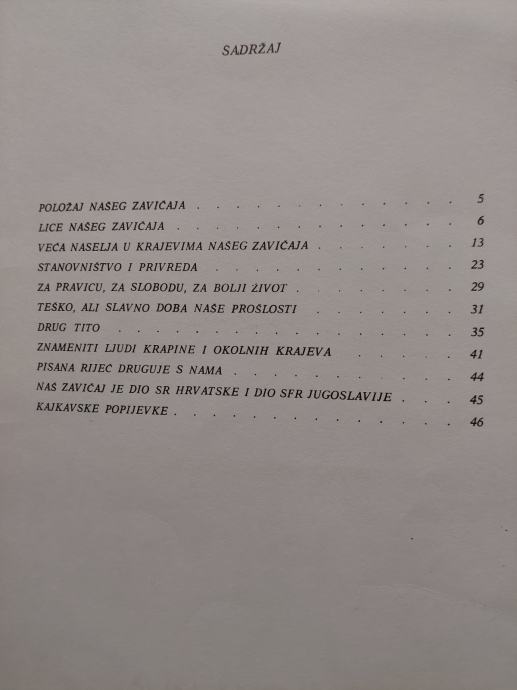 SADRŽAJ
POLOŽAJ NAŠEG ZAVIČAJA . . . . . . . . . . . . 5
LICE NAŠEG ZAVIČAJA . . . . . . . . . . . . . 6
VEĆA NASELJA U KRAJEVIMA NAŠEG ZAVIČAJA . . . . . . 13
STANOVNIŠTVO I PRIVREDA . . . . . . . . . . . 23
ZA PRAVICU, ZA SLOBODU, ZA BOLJI ŽIVOT . . . . . . . 29
TEŠKO, ALI SLAVNO DOBA NAŠE PROŠLOSTI . . . . . . 31
DRUG TITO . . . . . . . . . . . . . . . 35
ZNAMENITI LJUDI KRAPINE I OKOLNIH KRAJEVA . . . . 41
PISANA RIJEČ DRUGUJE S NAMA . . . . . . . . . . 44
NAŠ ZAVIČAJ JE DIO SR HRVATSKE I DIO SFR JUGOSLAVIJE . . . 45
KAJKAVSKE POPIJEVKE . . . . . . . . . . . . . 46